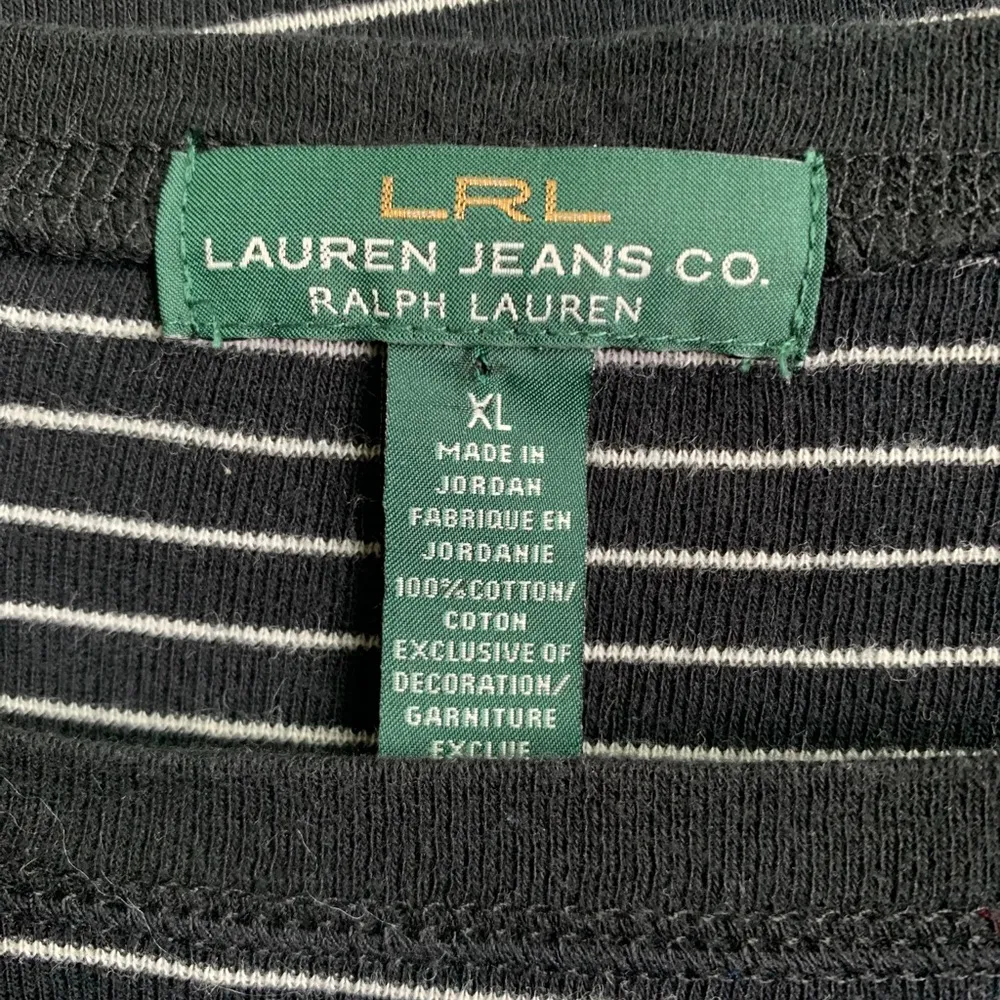 LRL
LAUREN JEANS CO.
RALPH LAUREN
XL
MADE IN
JORDAN
FABRIQUE EN
JORDANIE
100% COTTON/
COTON
EXCLUSIVE OF
DECORATION/
GARNITURE
EXCLUE